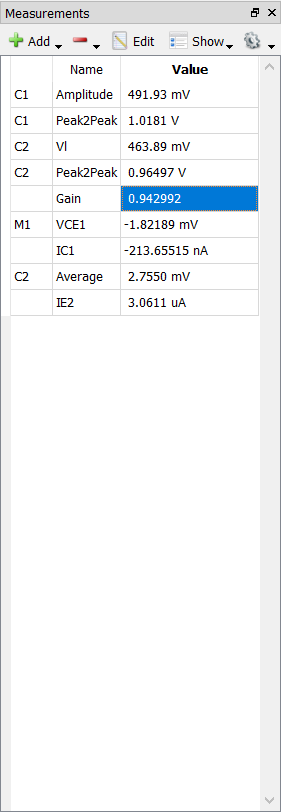 Measurements
Add Edit Show
Name Value
C1 Amplitude 491.93 mV
C1 Peak2Peak 1.0181 V
C2 Vl 463.89 mV
C2 Peak2Peak 0.96497 V
Gain 0.942992
M1 VCE1 -1.82189 mV
IC1 -213.65515 nA
C2 Average 2.7550 mV
IE2 3.0611 uA